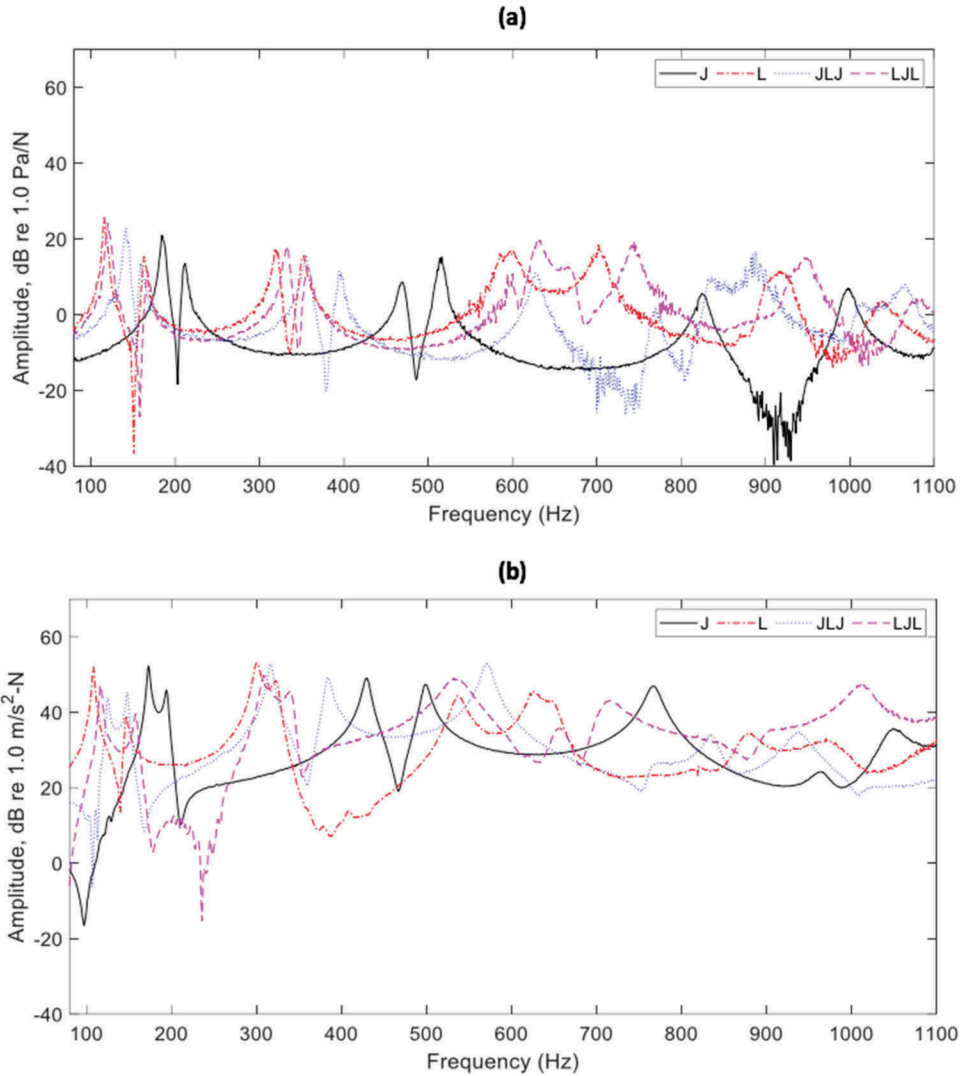 (a)
60
40
20
0
-20
-40
Amplitude, dB re 1.0 Pa/N
J L JLJ LJL
100 200 300 400 500 600 700 800 900 1000 1100
Frequency (Hz)
(b)
60
40
20
0
-20
-40
Amplitude, dB re 1.0 m/s²-N
J L JLJ LJL
100 200 300 400 500 600 700 800 900 1000 1100
Frequency (Hz)